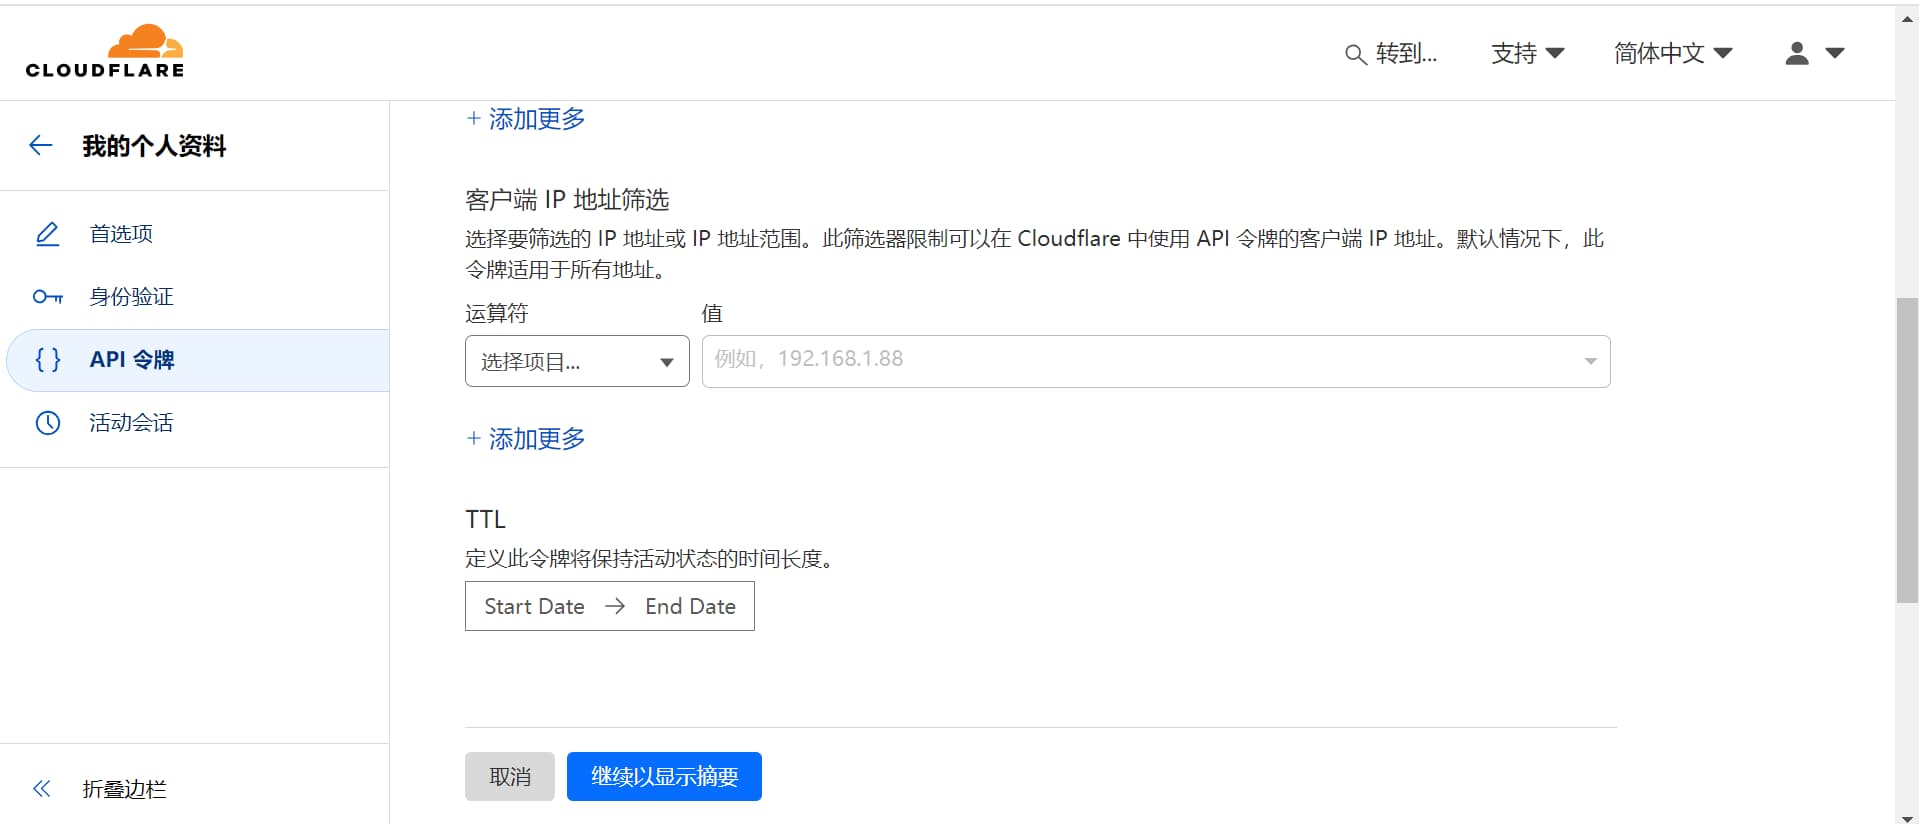 CLOUDFLARE
转到...
支持
简体中文
我的个人资料
首选项
身份验证
API 令牌
活动会话
折叠边栏
+ 添加更多
客户端 IP 地址筛选
选择要筛选的 IP 地址或 IP 地址范围。此筛选器限制可以在 Cloudflare 中使用 API 令牌的客户端 IP 地址。默认情况下，此
令牌适用于所有地址。
运算符
值
选择项目...
例如，192.168.1.88
+ 添加更多
TTL
定义此令牌将保持活动状态的时间长度。
Start Date → End Date
取消
继续以显示摘要